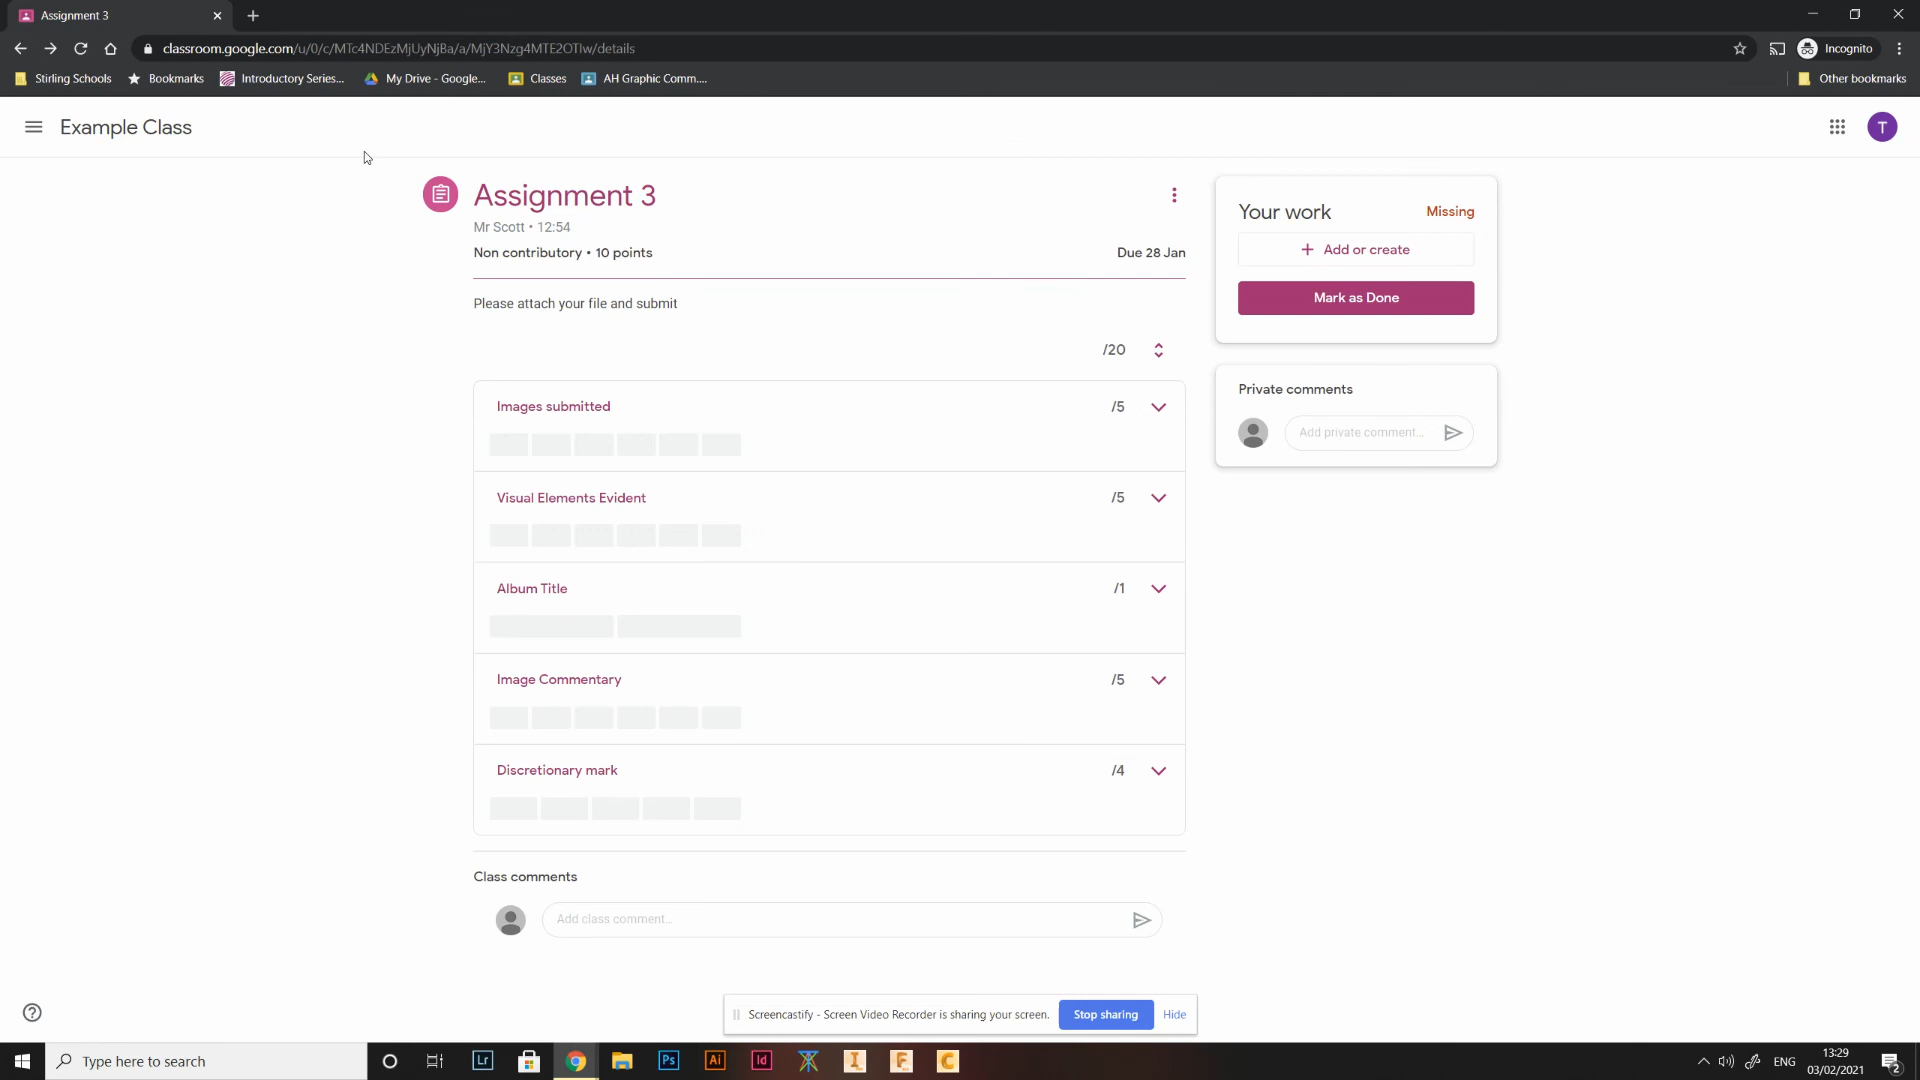 Assignment 3
classroom.google.com/u/0/c/MTc4NDEzMjUyNjBa/a/MjY3Nzg4MTE2OTIw/details
Incognito
Stirling Schools
Bookmarks
Introductory Series...
My Drive - Google...
Classes
AH Graphic Comm....
Other bookmarks
Example Class
T
Assignment 3
Mr Scott • 12:54
Non contributory • 10 points
Due 28 Jan
Please attach your file and submit
/20
Images submitted
/5
Visual Elements Evident
/5
Album Title
/1
Image Commentary
/5
Discretionary mark
/4
Class comments
Add class comment...
Your work
Missing
+ Add or create
Mark as Done
Private comments
Add private comment...
Screencastify - Screen Video Recorder is sharing your screen.
Stop sharing
Hide
Type here to search
Lr
Ps
Ai
Id
I
F
C
ENG
13:29
03/02/2021
2